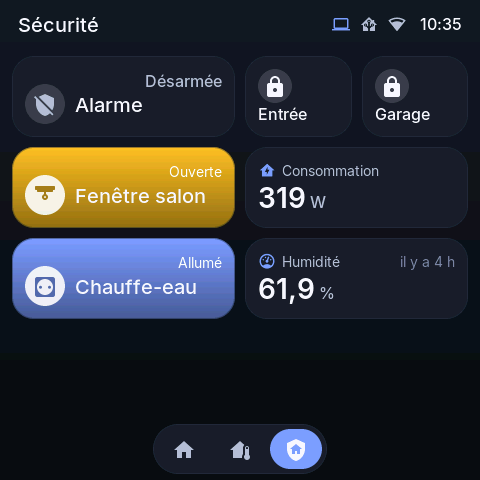 Sécurité
10:35
Désarmée
Alarme
Entrée
Garage
Ouverte
Fenêtre salon
Consommation
319 W
Allumé
Chauffe-eau
Humidité il y a 4 h
61,9 %